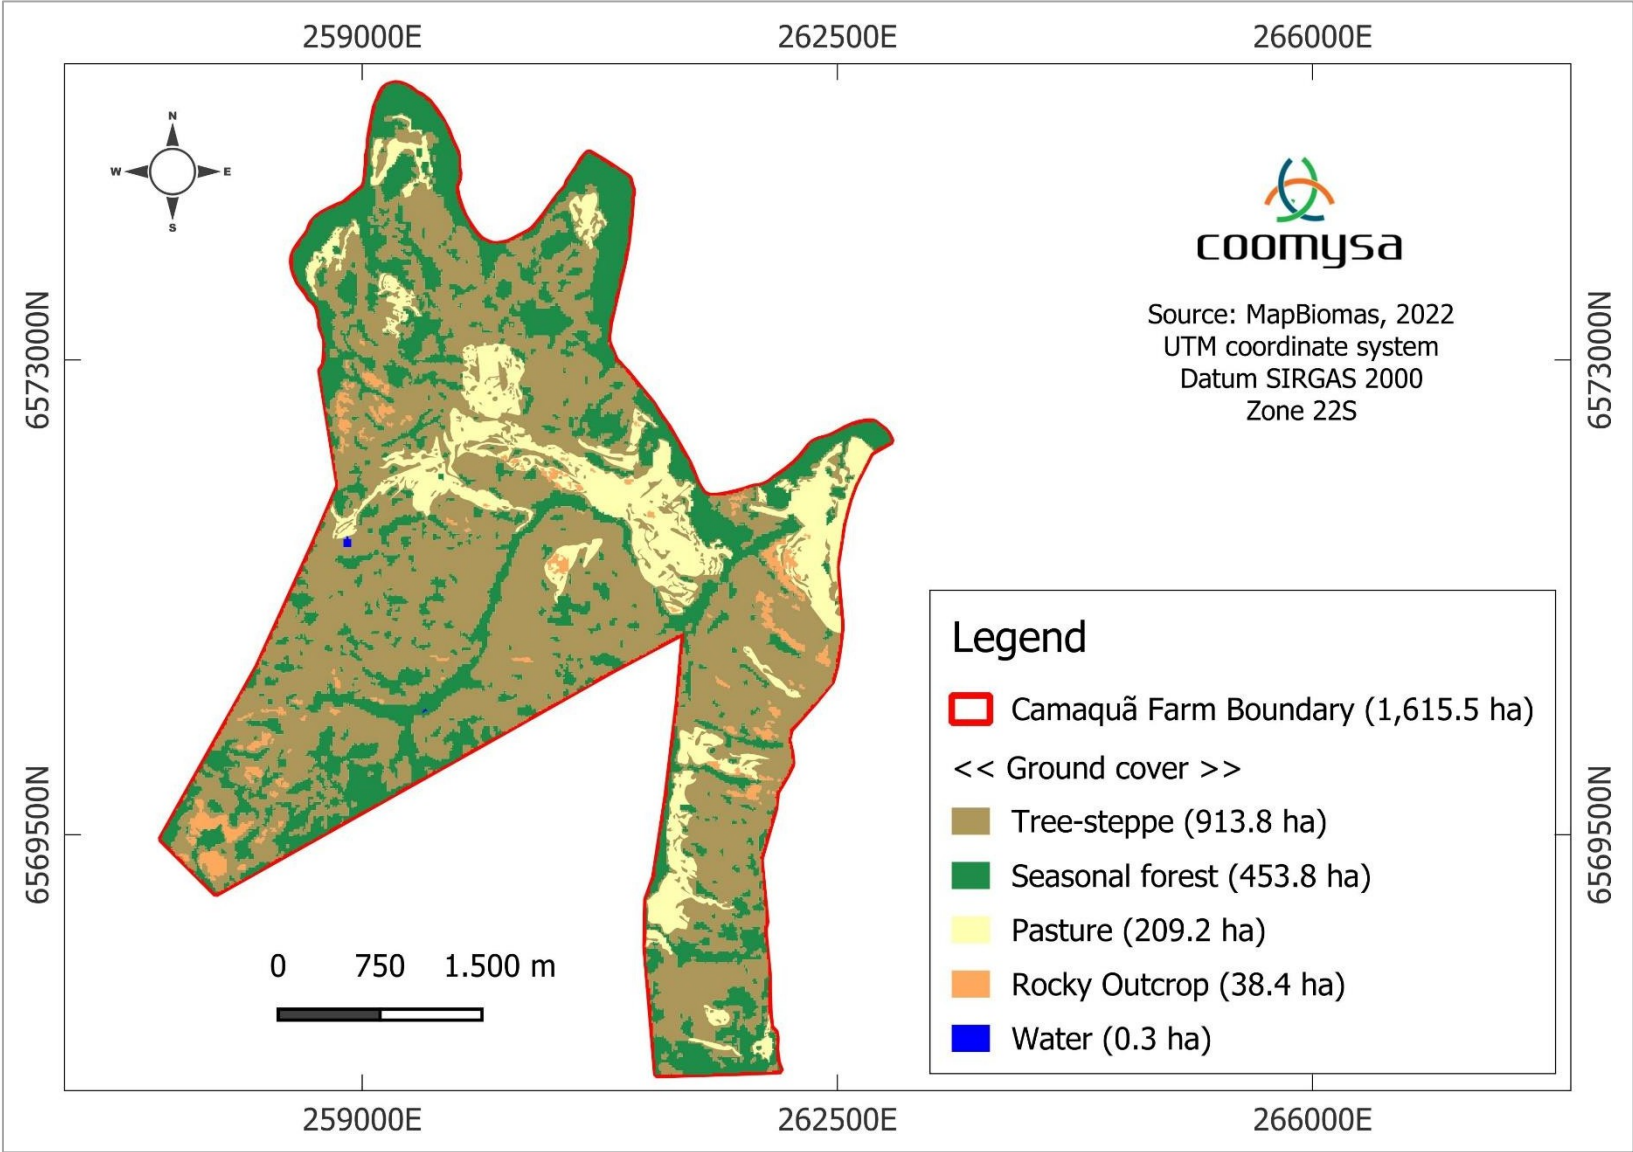 259000E 262500E 266000E
N
W E
S
coomysa
Source: MapBiomas, 2022
UTM coordinate system
Datum SIRGAS 2000
Zone 22S
6573000N 6573000N
6569500N 6569500N
Legend
Camaquã Farm Boundary (1,615.5 ha)
<< Ground cover >>
Tree-steppe (913.8 ha)
Seasonal forest (453.8 ha)
Pasture (209.2 ha)
Rocky Outcrop (38.4 ha)
Water (0.3 ha)
0 750 1.500 m
259000E 262500E 266000E